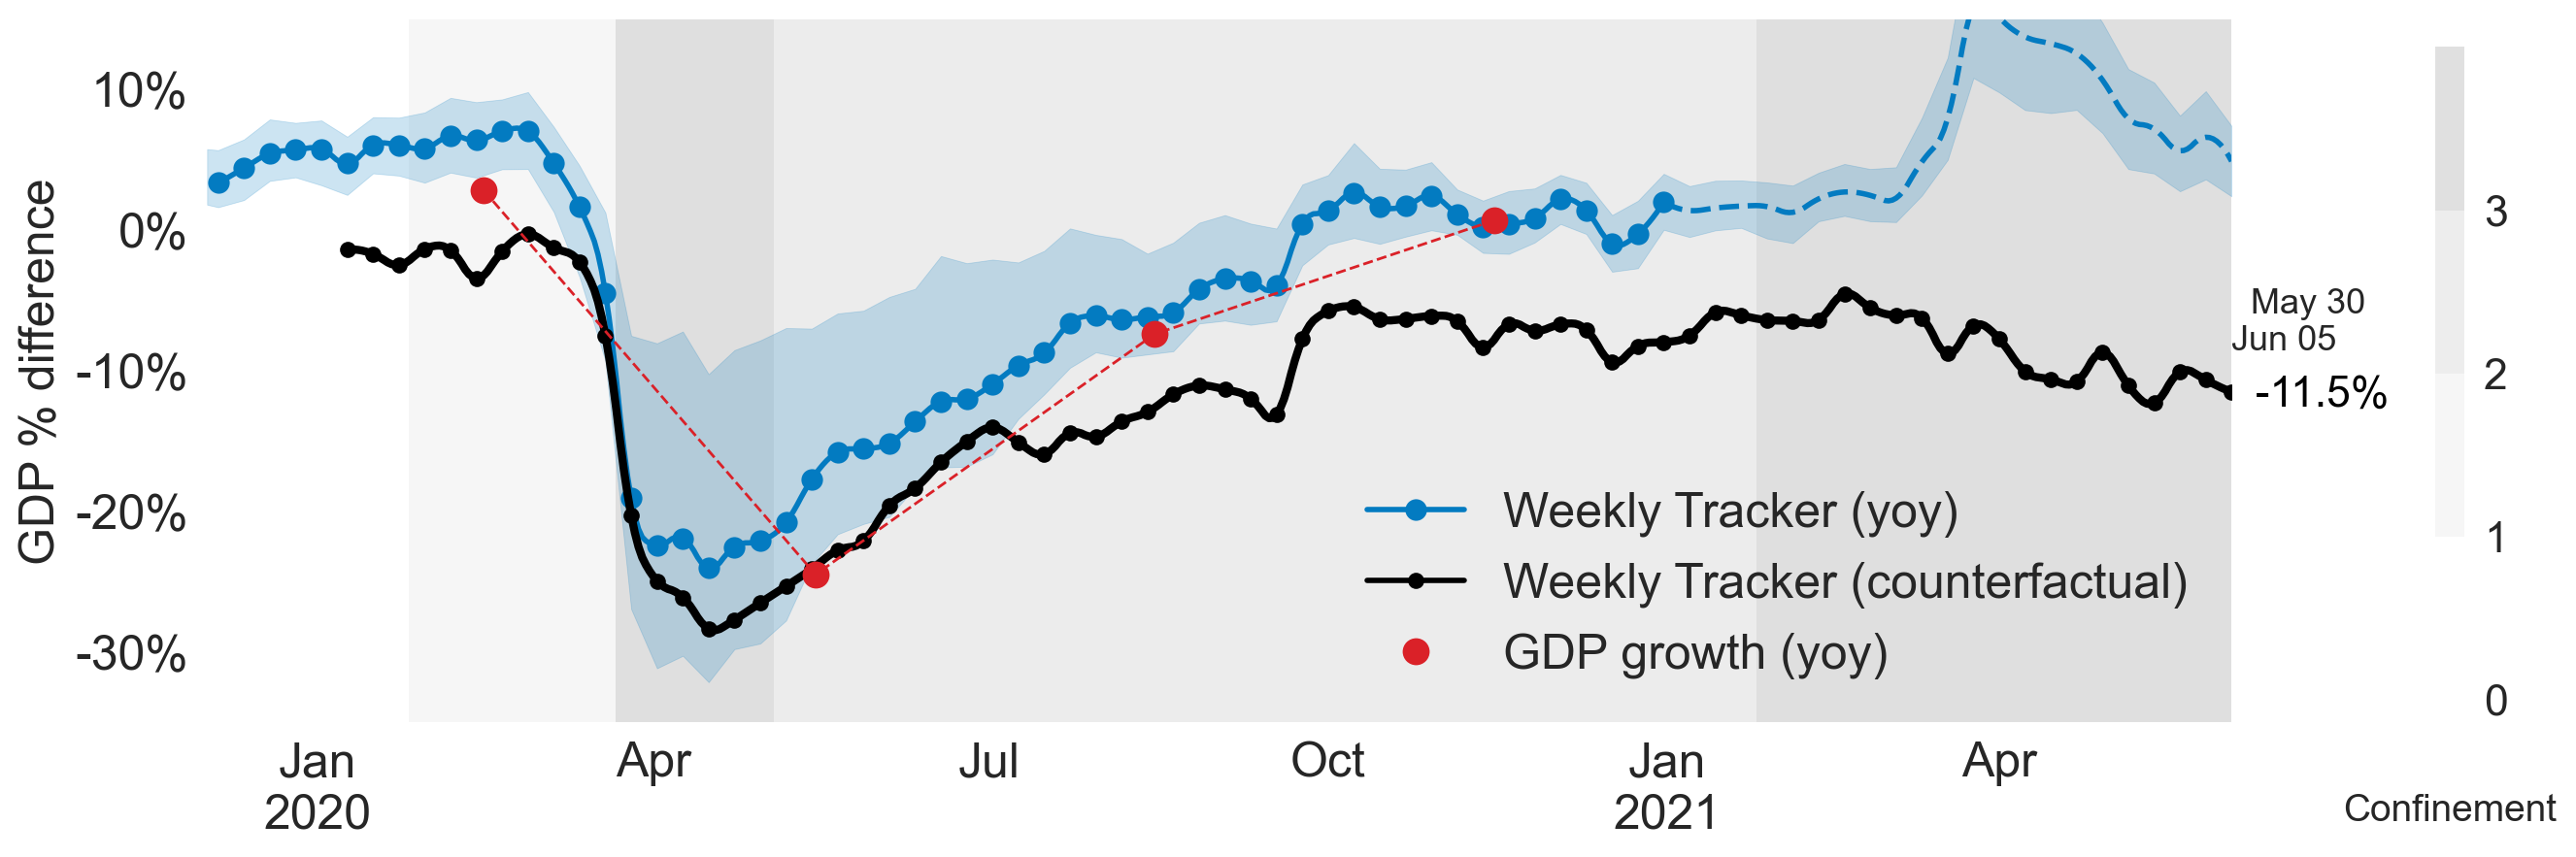 GDP % difference
10%
0%
-10%
-20%
-30%
Jan
2020
Apr
Jul
Oct
Jan
2021
Apr
Weekly Tracker (yoy)
Weekly Tracker (counterfactual)
GDP growth (yoy)
May 30
Jun 05
-11.5%
3
2
1
0
Confinement